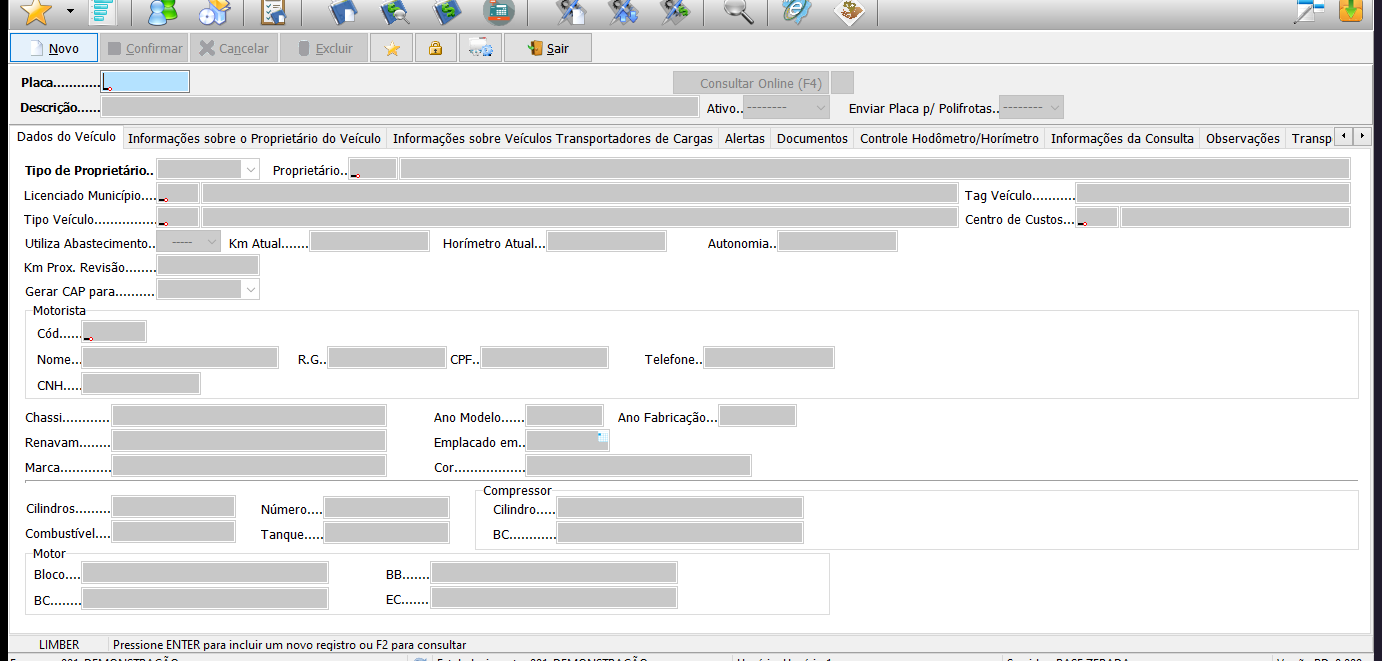 Novo Confirmar Cancelar Excluir Sair
Placa............ Consultar Online (F4)
Descrição...... Ativo.. -------- Enviar Placa p/ Polifrotas.. --------
Dados do Veículo Informações sobre o Proprietário do Veículo Informações sobre Veículos Transportadores de Cargas Alertas Documentos Controle Hodômetro/Horímetro Informações da Consulta Observações Transp
Tipo de Proprietário.. Proprietário..
Licenciado Município.... Tag Veículo...........
Tipo Veículo................ Centro de Custos...
Utiliza Abastecimento.. ----- Km Atual....... Horímetro Atual... Autonomia..
Km Prox. Revisão........
Gerar CAP para..........
Motorista
Cód.....
Nome... R.G.. CPF.. Telefone..
CNH.....
Chassi............ Ano Modelo...... Ano Fabricação...
Renavam........ Emplacado em..
Marca............. Cor..................
Compressor
Cilindros......... Número.... Cilindro.....
Combustível.... Tanque..... BC............
Motor
Bloco.... BB.......
BC........ EC.......
LIMBER Pressione ENTER para incluir um novo registro ou F2 para consultar